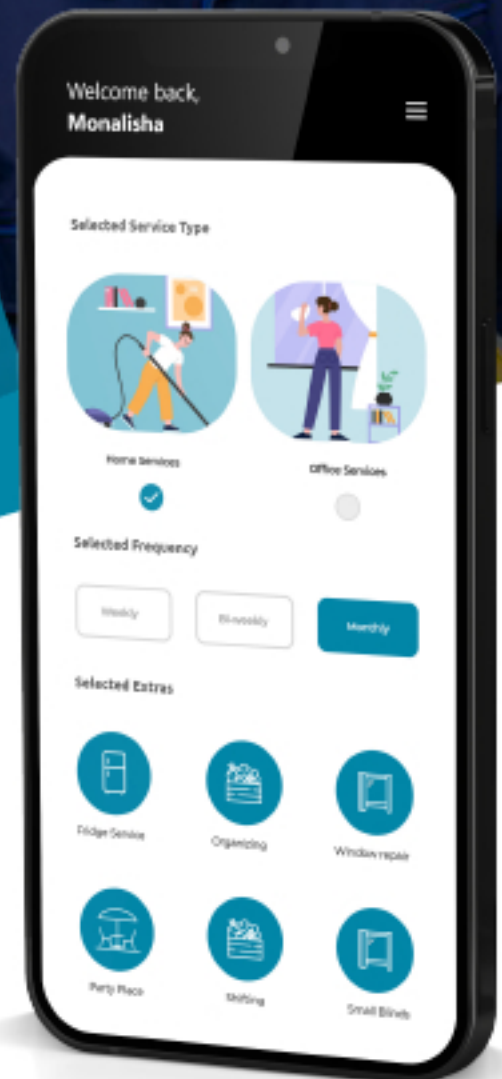 Welcome back,
Monalisha
Selected Service Type
Home Services
Office Services
Selected Frequency
Weekly
Bi-weekly
Monthly
Selected Extras
Fridge Service
Organizing
Window repair
Party Place
Shifting
Small Blinds